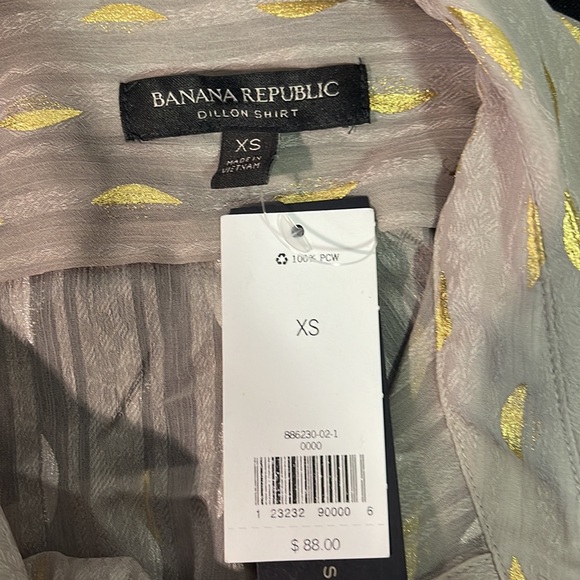 BANANA REPUBLIC
DILLON SHIRT
XS
MADE IN
VIETNAM
100% PCW
XS
886230-02-1
0000
1 23232 90000 6
$ 88.00
S